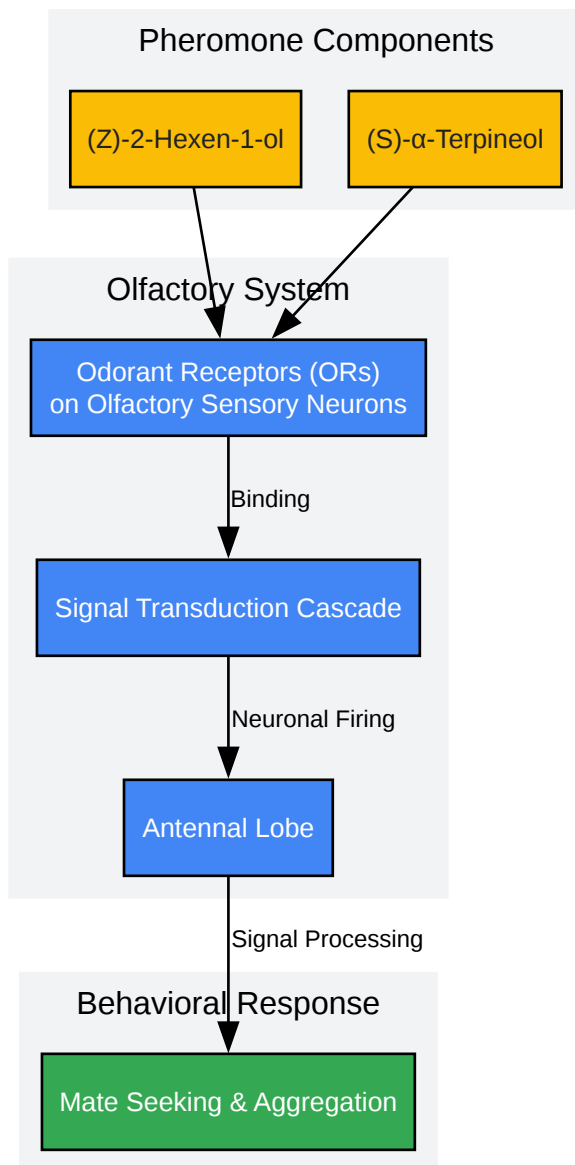 Pheromone Components
(Z)-2-Hexen-1-ol
(S)-α-Terpineol
Olfactory System
Odorant Receptors (ORs)
on Olfactory Sensory Neurons
Binding
Signal Transduction Cascade
Neuronal Firing
Antennal Lobe
Signal Processing
Behavioral Response
Mate Seeking & Aggregation